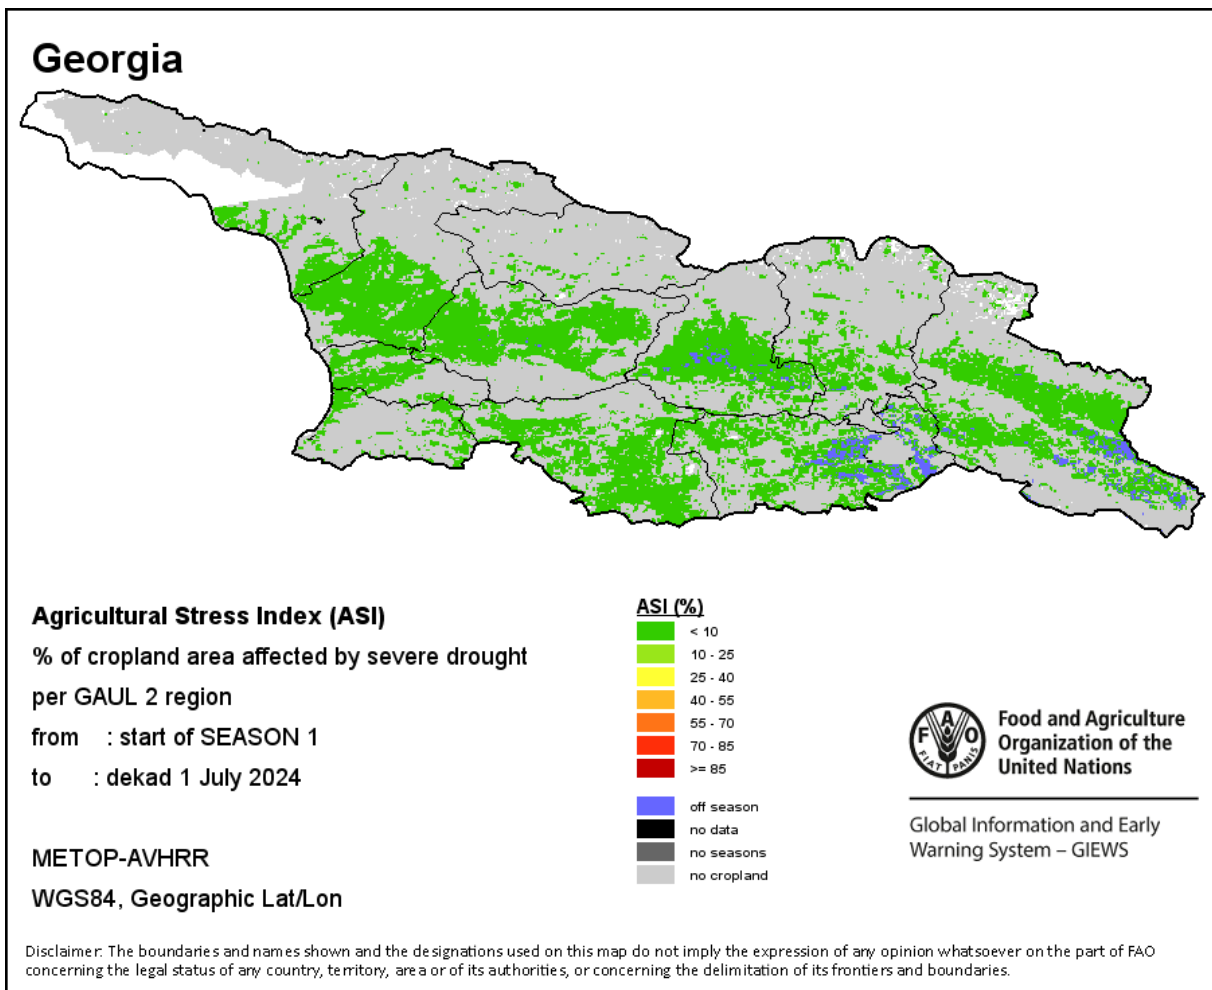 Georgia
Agricultural Stress Index (ASI)
% of cropland area affected by severe drought
per GAUL 2 region
from : start of SEASON 1
to : dekad 1 July 2024
METOP-AVHRR
WGS84, Geographic Lat/Lon
ASI (%)
< 10
10 - 25
25 - 40
40 - 55
55 - 70
70 - 85
>= 85
off season
no data
no seasons
no cropland
F A O
FIAT PANIS
Food and Agriculture
Organization of the
United Nations
Global Information and Early
Warning System – GIEWS
Disclaimer: The boundaries and names shown and the designations used on this map do not imply the expression of any opinion whatsoever on the part of FAO
concerning the legal status of any country, territory, area or of its authorities, or concerning the delimitation of its frontiers and boundaries.